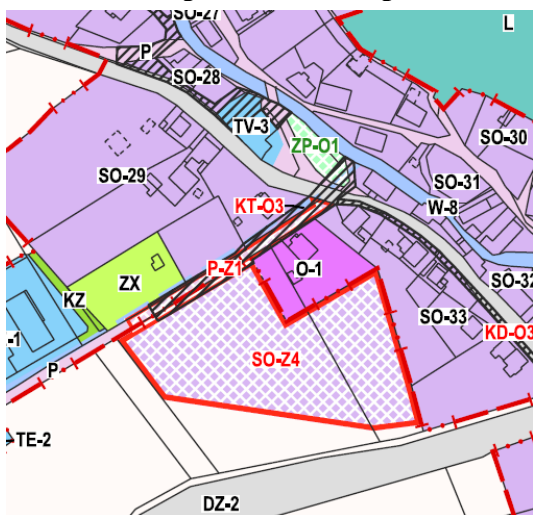 SO-27
L
P
SO-28
TV-3
ZP-O1
SO-30
SO-29
SO-31
KT-O3
W-8
P-Z1
O-1
ZX
KZ
SO-32
SO-33
-1
KD-O3
SO-Z4
P
TE-2
DZ-2